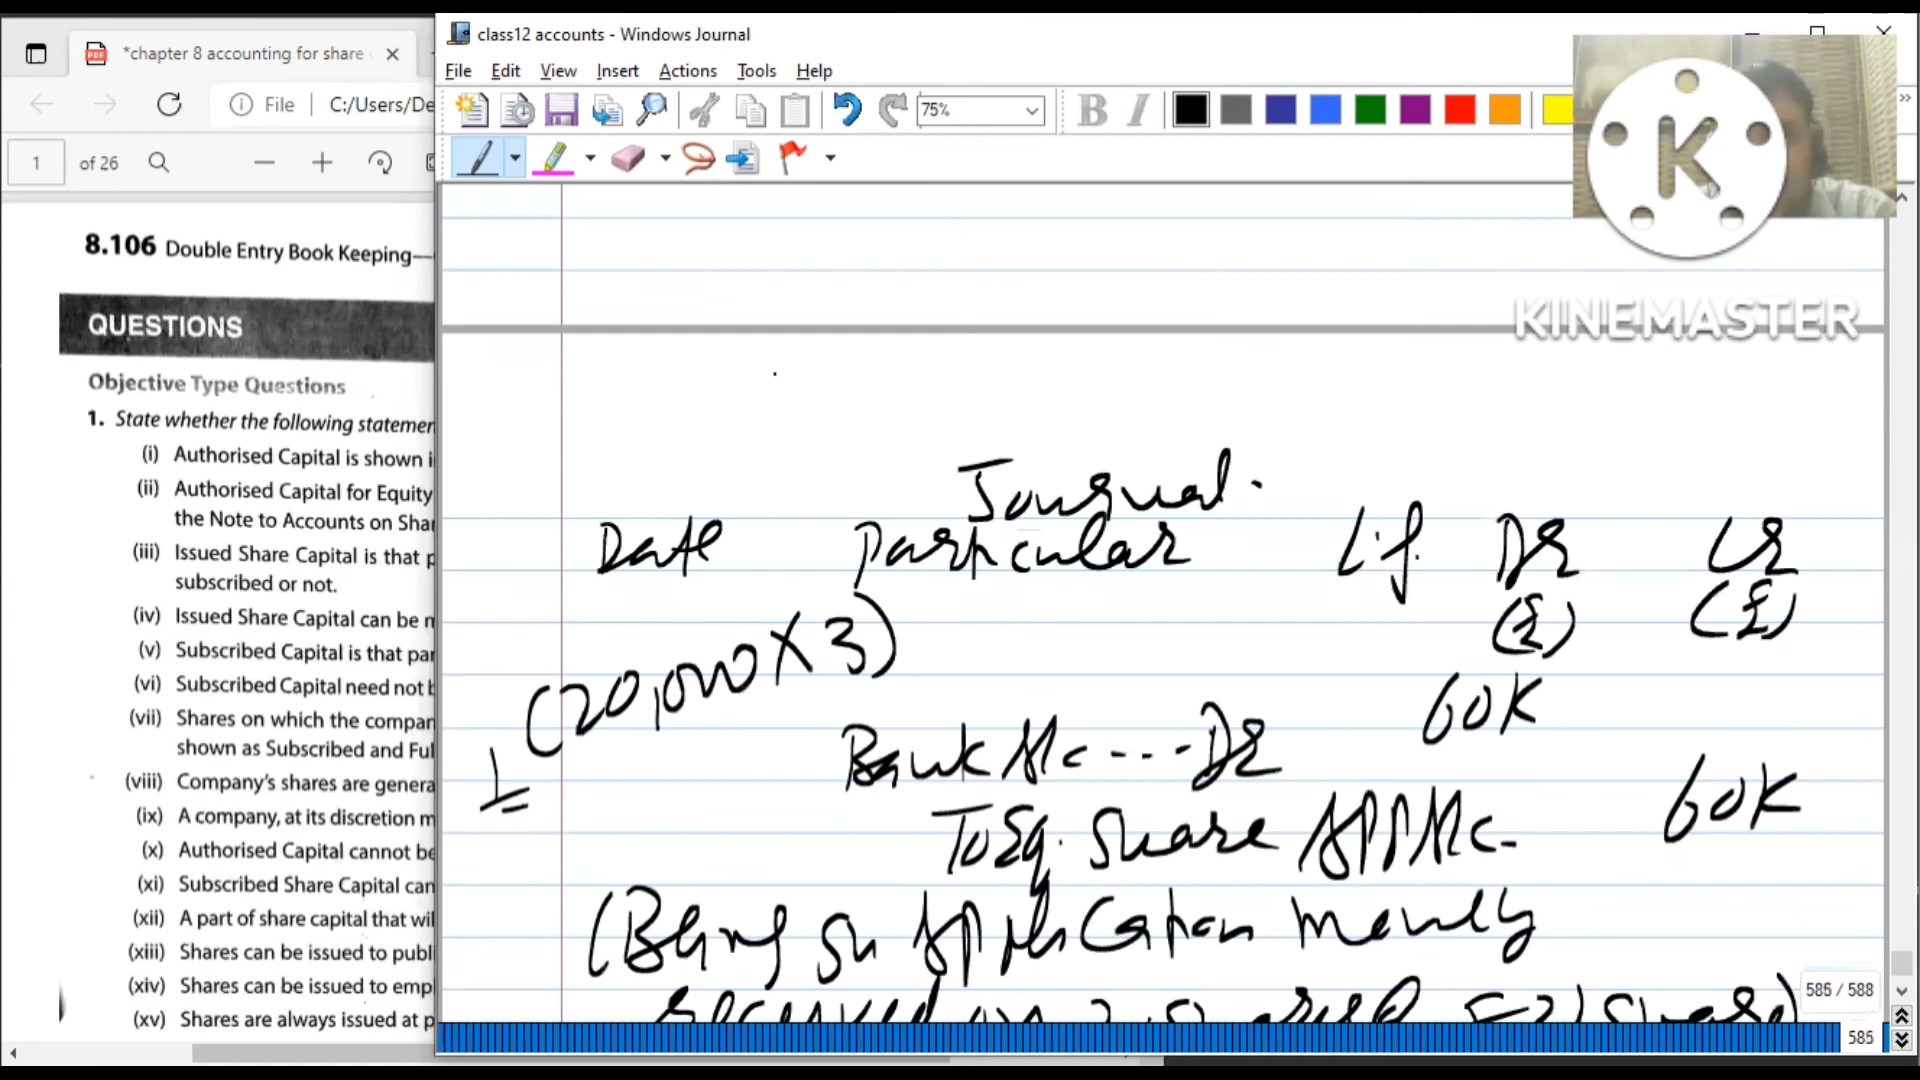 class12 accounts - Windows Journal
*chapter 8 accounting for share
File Edit View Insert Actions Tools Help
File C:/Users/De
75%
B I
1 of 26
K
KINEMASTER
8.106 Double Entry Book Keeping—
QUESTIONS
Objective Type Questions
1. State whether the following statemen
(i) Authorised Capital is shown i
(ii) Authorised Capital for Equity
the Note to Accounts on Shar
(iii) Issued Share Capital is that p
subscribed or not.
(iv) Issued Share Capital can be n
(v) Subscribed Capital is that par
(vi) Subscribed Capital need not b
(vii) Shares on which the compan
shown as Subscribed and Ful
(viii) Company's shares are genera
(ix) A company, at its discretion m
(x) Authorised Capital cannot be
(xi) Subscribed Share Capital can
(xii) A part of share capital that wil
(xiii) Shares can be issued to publ
(xiv) Shares can be issued to emp
(xv) Shares are always issued at p
Journal.
Date Particular L.f. Dr Cr
(₹) (₹)
(20,000 X 3)
1 Bank A/c ---Dr 60K
To Eq. Share App A/c- 60K
(Being Sh Application money
received on
585 / 588
585